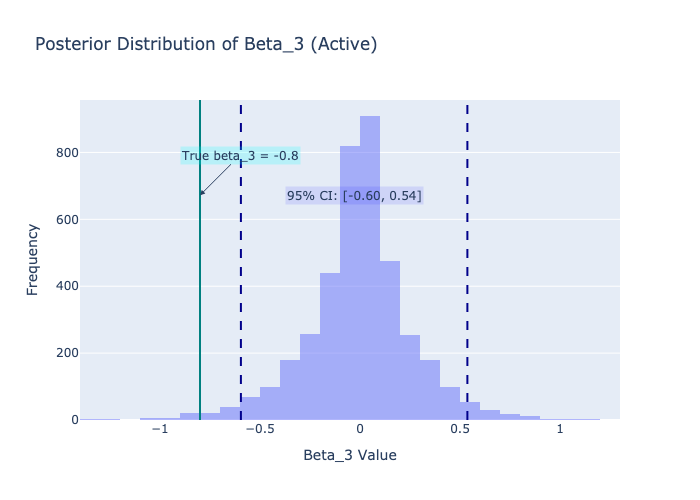 Posterior Distribution of Beta_3 (Active)
True beta_3 = -0.8
95% CI: [-0.60, 0.54]
Frequency
800
600
400
200
0
−1
−0.5
0
0.5
1
Beta_3 Value